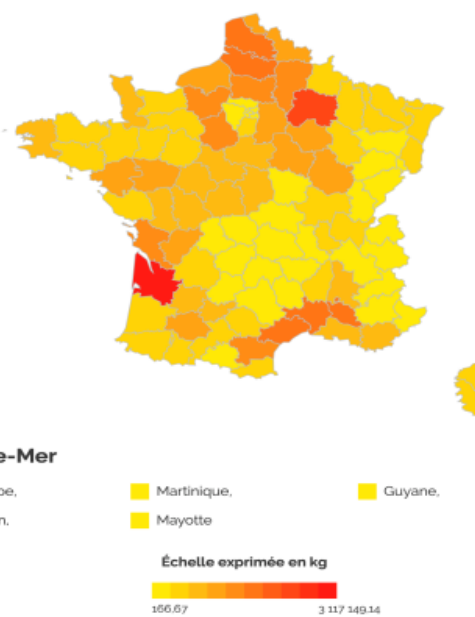 e-Mer
pe,
Martinique,
Guyane,
n,
Mayotte
Échelle exprimée en kg
166.67
3 117 149.14